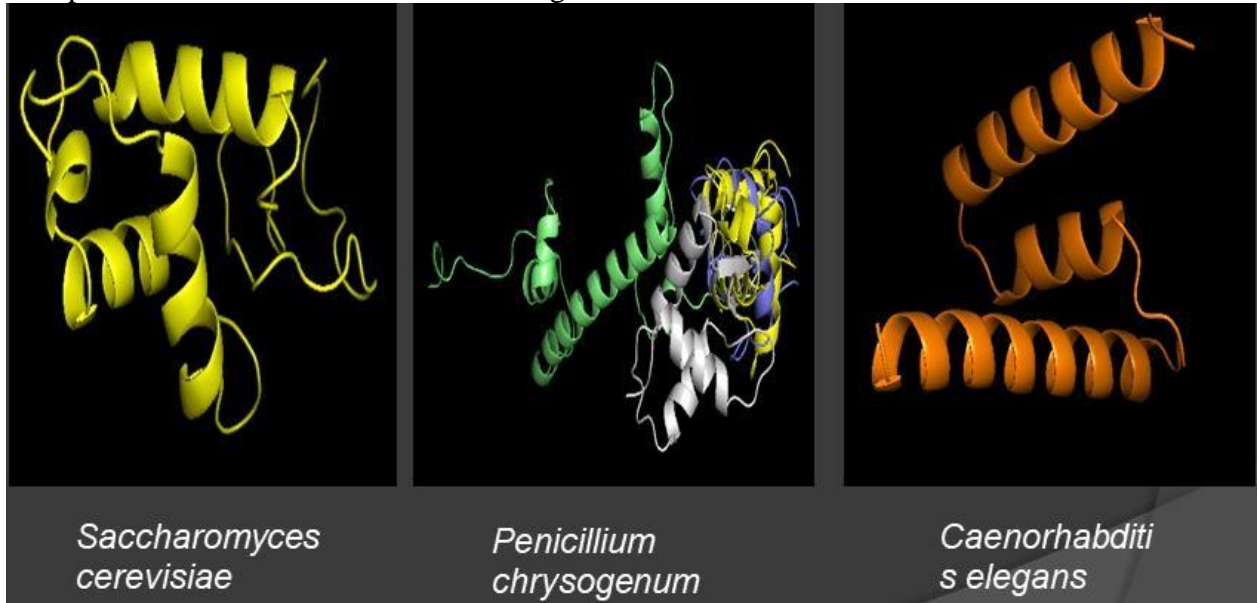 Saccharomyces
cerevisiae
Penicillium
chrysogenum
Caenorhabditi
s elegans